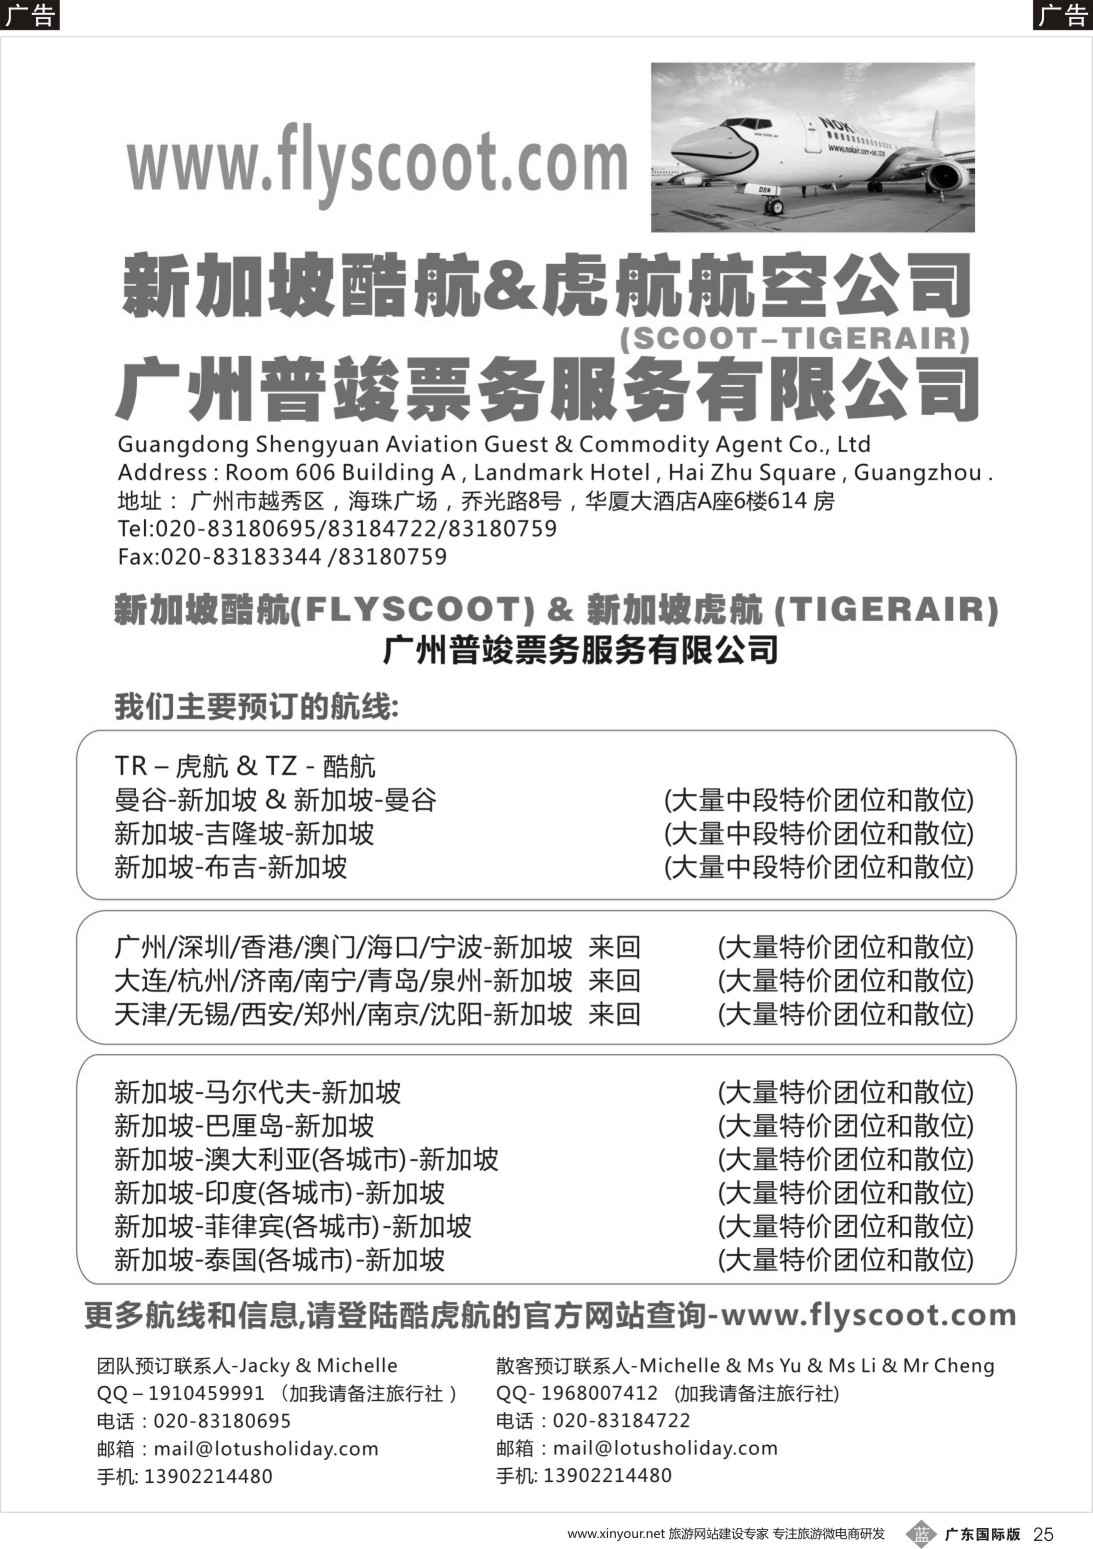 广告
广告
www.flyscoot.com
NOK
www.nokair.com
DBW
新加坡酷航&虎航航空公司
(SCOOT-TIGERAIR)
广州普竣票务服务有限公司
Guangdong Shengyuan Aviation Guest & Commodity Agent Co., Ltd
Address : Room 606 Building A , Landmark Hotel , Hai Zhu Square , Guangzhou .
地址： 广州市越秀区，海珠广场，乔光路8号，华厦大酒店A座6楼614 房
Tel:020-83180695/83184722/83180759
Fax:020-83183344 /83180759
新加坡酷航(FLYSCOOT) & 新加坡虎航 (TIGERAIR)
广州普竣票务服务有限公司
我们主要预订的航线:
TR – 虎航 & TZ - 酷航
曼谷-新加坡 & 新加坡-曼谷 (大量中段特价团位和散位)
新加坡-吉隆坡-新加坡 (大量中段特价团位和散位)
新加坡-布吉-新加坡 (大量中段特价团位和散位)
广州/深圳/香港/澳门/海口/宁波-新加坡 来回 (大量特价团位和散位)
大连/杭州/济南/南宁/青岛/泉州-新加坡 来回 (大量特价团位和散位)
天津/无锡/西安/郑州/南京/沈阳-新加坡 来回 (大量特价团位和散位)
新加坡-马尔代夫-新加坡 (大量特价团位和散位)
新加坡-巴厘岛-新加坡 (大量特价团位和散位)
新加坡-澳大利亚(各城市)-新加坡 (大量特价团位和散位)
新加坡-印度(各城市)-新加坡 (大量特价团位和散位)
新加坡-菲律宾(各城市)-新加坡 (大量特价团位和散位)
新加坡-泰国(各城市)-新加坡 (大量特价团位和散位)
更多航线和信息,请登陆酷虎航的官方网站查询-www.flyscoot.com
团队预订联系人-Jacky & Michelle
QQ – 1910459991 （加我请备注旅行社 ）
电话：020-83180695
邮箱：mail@lotusholiday.com
手机: 13902214480
散客预订联系人-Michelle & Ms Yu & Ms Li & Mr Cheng
QQ- 1968007412 (加我请备注旅行社)
电话：020-83184722
邮箱：mail@lotusholiday.com
手机: 13902214480
www.xinyour.net 旅游网站建设专家 专注旅游微电商研发 蓝 广东国际版 25